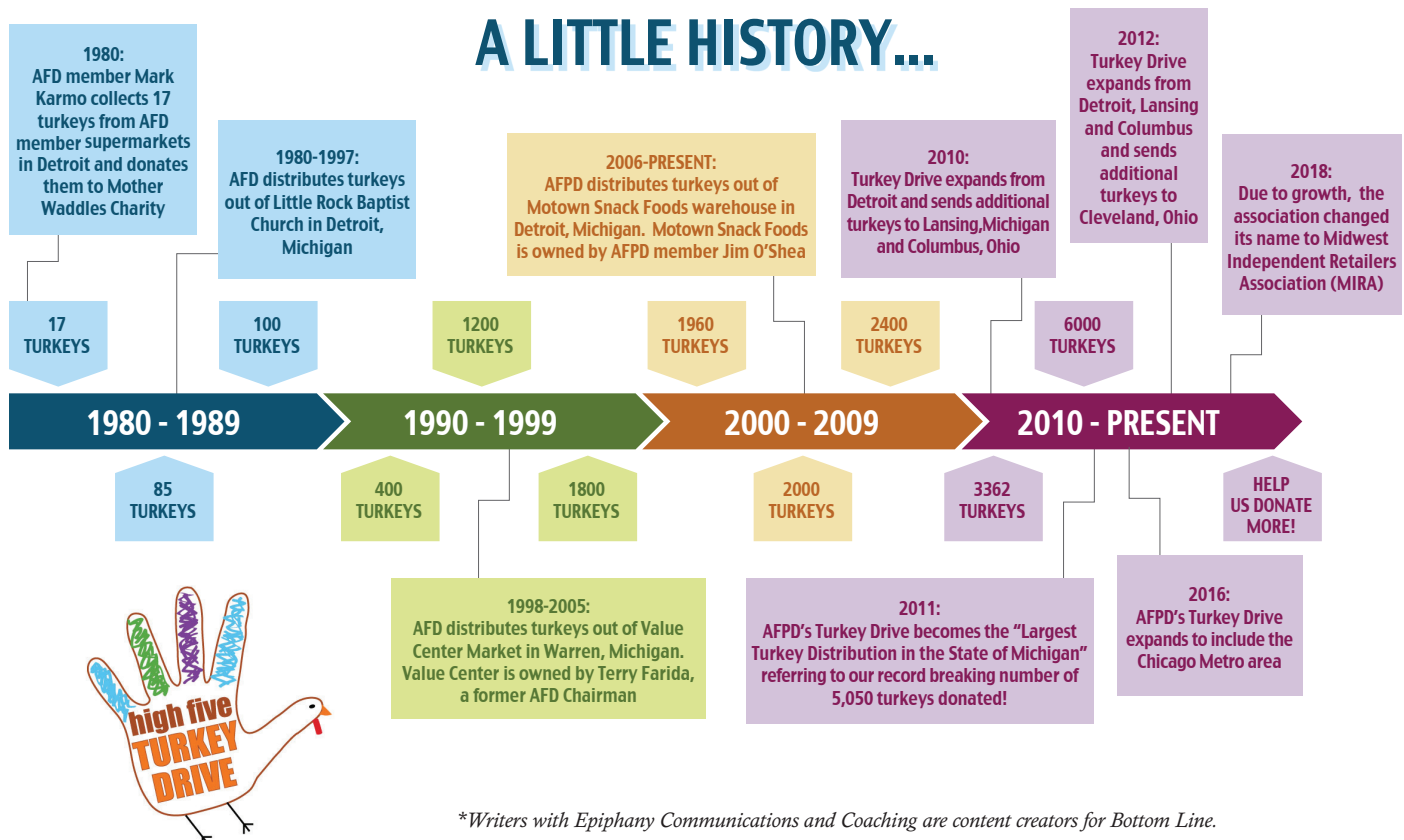 A LITTLE HISTORY...
1980:
AFD member Mark
Karmo collects 17
turkeys from AFD
member supermarkets
in Detroit and donates
them to Mother
Waddles Charity
1980-1997:
AFD distributes turkeys
out of Little Rock Baptist
Church in Detroit,
Michigan
2006-PRESENT:
AFPD distributes turkeys out of
Motown Snack Foods warehouse in
Detroit, Michigan. Motown Snack Foods
is owned by AFPD member Jim O'Shea
2010:
Turkey Drive expands from
Detroit and sends additional
turkeys to Lansing,Michigan
and Columbus, Ohio
2012:
Turkey Drive
expands from
Detroit, Lansing
and Columbus
and sends
additional
turkeys to
Cleveland, Ohio
2018:
Due to growth, the
association changed
its name to Midwest
Independent Retailers
Association (MIRA)
17
TURKEYS
100
TURKEYS
1200
TURKEYS
1960
TURKEYS
2400
TURKEYS
6000
TURKEYS
1980 - 1989
1990 - 1999
2000 - 2009
2010 - PRESENT
85
TURKEYS
400
TURKEYS
1800
TURKEYS
2000
TURKEYS
3362
TURKEYS
HELP
US DONATE
MORE!
1998-2005:
AFD distributes turkeys out of Value
Center Market in Warren, Michigan.
Value Center is owned by Terry Farida,
a former AFD Chairman
2011:
AFPD's Turkey Drive becomes the "Largest
Turkey Distribution in the State of Michigan"
referring to our record breaking number of
5,050 turkeys donated!
2016:
AFPD's Turkey Drive
expands to include the
Chicago Metro area
high five
TURKEY
DRIVE
*Writers with Epiphany Communications and Coaching are content creators for Bottom Line.